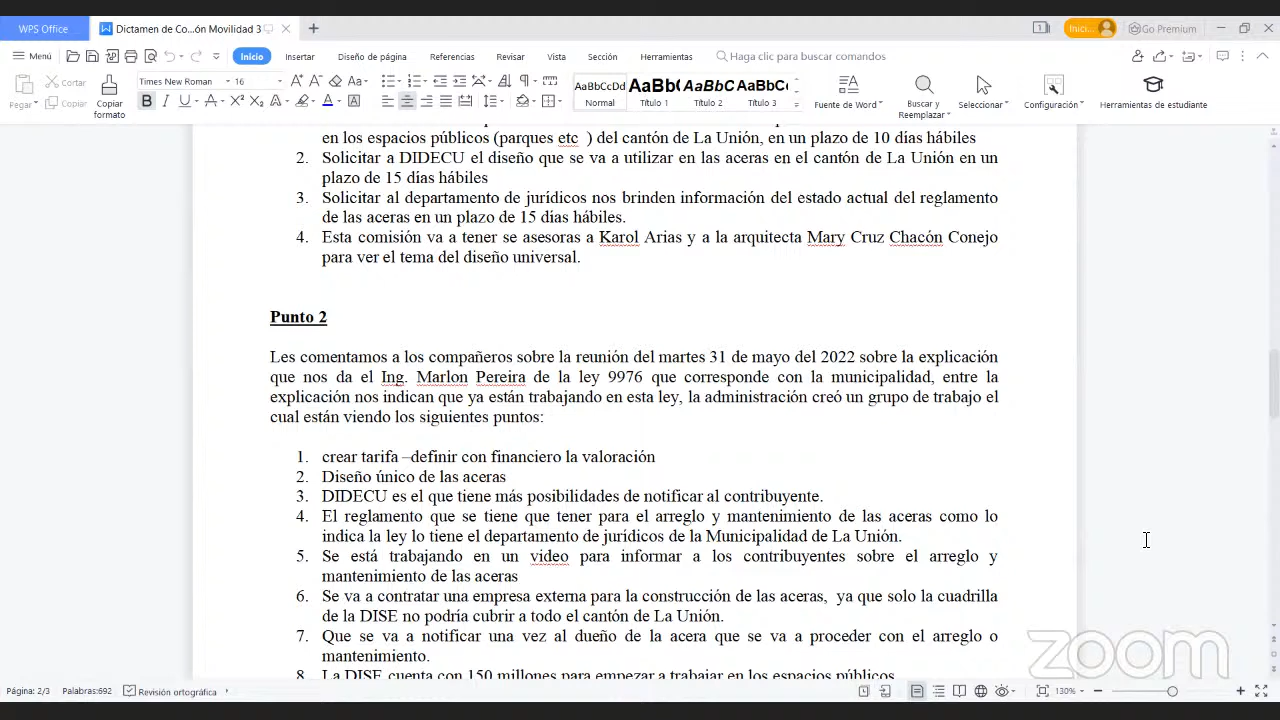 WPS Office
Dictamen de Co...ón Movilidad 3
Inici...
Go Premium
Menú
Inicio
Insertar
Diseño de página
Referencias
Revisar
Vista
Sección
Herramientas
Haga clic para buscar comandos
Pegar
Cortar
Copiar
Copiar formato
Times New Roman
16
AaBbCcDd
Normal
AaBb(
Título 1
AaBbC
Título 2
AaBbC(
Título 3
Fuente de Word
Buscar y Reemplazar
Seleccionar
Configuración
Herramientas de estudiante
en los espacios públicos (parques etc ) del cantón de La Unión, en un plazo de 10 días hábiles
2. Solicitar a DIDECU el diseño que se va a utilizar en las aceras en el cantón de La Unión en un
plazo de 15 días hábiles
3. Solicitar al departamento de jurídicos nos brinden información del estado actual del reglamento
de las aceras en un plazo de 15 días hábiles.
4. Esta comisión va a tener se asesoras a Karol Arias y a la arquitecta Mary Cruz Chacón Conejo
para ver el tema del diseño universal.
Punto 2
Les comentamos a los compañeros sobre la reunión del martes 31 de mayo del 2022 sobre la explicación
que nos da el Ing. Marlon Pereira de la ley 9976 que corresponde con la municipalidad, entre la
explicación nos indican que ya están trabajando en esta ley, la administración creó un grupo de trabajo el
cual están viendo los siguientes puntos:
1. crear tarifa –definir con financiero la valoración
2. Diseño único de las aceras
3. DIDECU es el que tiene más posibilidades de notificar al contribuyente.
4. El reglamento que se tiene que tener para el arreglo y mantenimiento de las aceras como lo
indica la ley lo tiene el departamento de jurídicos de la Municipalidad de La Unión.
5. Se está trabajando en un video para informar a los contribuyentes sobre el arreglo y
mantenimiento de las aceras
6. Se va a contratar una empresa externa para la construcción de las aceras, ya que solo la cuadrilla
de la DISE no podría cubrir a todo el cantón de La Unión.
7. Que se va a notificar una vez al dueño de la acera que se va a proceder con el arreglo o
mantenimiento.
8. La DISE cuenta con 150 millones para empezar a trabajar en los espacios públicos
zoom
Página: 2/3
Palabras:692
Revisión ortográfica
130%